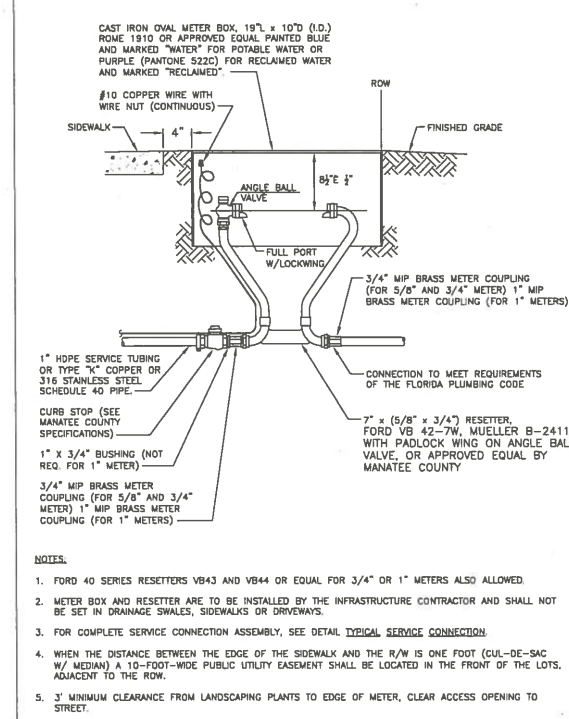 CAST IRON OVAL METER BOX, 19"L x 10"D (I.D.)
ROME 1910 OR APPROVED EQUAL PAINTED BLUE
AND MARKED "WATER" FOR POTABLE WATER OR
PURPLE (PANTONE 522C) FOR RECLAIMED WATER
AND MARKED "RECLAIMED".
ROW
#10 COPPER WIRE WITH
WIRE NUT (CONTINUOUS)
SIDEWALK
4"
FINISHED GRADE
8½"E ½"
ANGLE BALL
VALVE
FULL PORT
W/LOCKWING
3/4" MIP BRASS METER COUPLING
(FOR 5/8" AND 3/4" METER) 1" MIP
BRASS METER COUPLING (FOR 1" METERS)
1" HDPE SERVICE TUBING
OR TYPE "K" COPPER OR
316 STAINLESS STEEL
SCHEDULE 40 PIPE.
CONNECTION TO MEET REQUIREMENTS
OF THE FLORIDA PLUMBING CODE
CURB STOP (SEE
MANATEE COUNTY
SPECIFICATIONS)
7" x (5/8" x 3/4") RESETTER,
FORD VB 42-7W, MUELLER B-2411
WITH PADLOCK WING ON ANGLE BAL
VALVE, OR APPROVED EQUAL BY
MANATEE COUNTY
1" X 3/4" BUSHING (NOT
REQ. FOR 1" METER)
3/4" MIP BRASS METER
COUPLING (FOR 5/8" AND 3/4"
METER) 1" MIP BRASS METER
COUPLING (FOR 1" METERS)
NOTES:
1. FORD 40 SERIES RESETTERS VB43 AND VB44 OR EQUAL FOR 3/4" OR 1" METERS ALSO ALLOWED.
2. METER BOX AND RESETTER ARE TO BE INSTALLED BY THE INFRASTRUCTURE CONTRACTOR AND SHALL NOT
BE SET IN DRAINAGE SWALES, SIDEWALKS OR DRIVEWAYS.
3. FOR COMPLETE SERVICE CONNECTION ASSEMBLY, SEE DETAIL TYPICAL SERVICE CONNECTION.
4. WHEN THE DISTANCE BETWEEN THE EDGE OF THE SIDEWALK AND THE R/W IS ONE FOOT (CUL-DE-SAC
W/ MEDIAN) A 10-FOOT-WIDE PUBLIC UTILITY EASEMENT SHALL BE LOCATED IN THE FRONT OF THE LOTS,
ADJACENT TO THE ROW.
5. 3' MINIMUM CLEARANCE FROM LANDSCAPING PLANTS TO EDGE OF METER, CLEAR ACCESS OPENING TO
STREET.